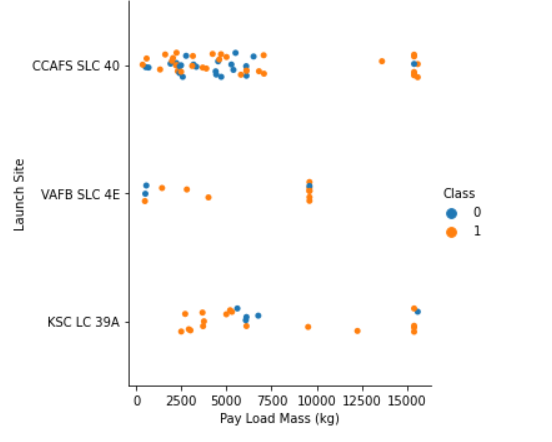 Launch Site
CCAFS SLC 40
VAFB SLC 4E
KSC LC 39A
0 2500 5000 7500 10000 12500 15000
Pay Load Mass (kg)
Class
0
1